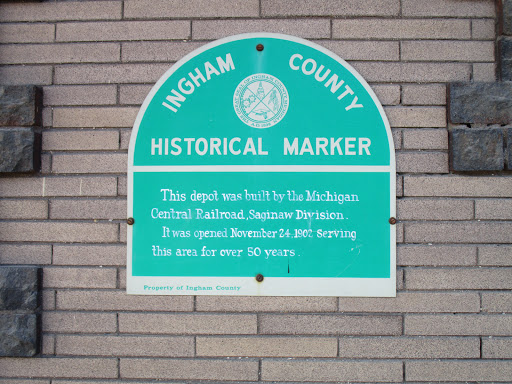 INGHAM COUNTY
HISTORICAL MARKER
This depot was built by the Michigan
Central Railroad, Saginaw Division.
It was opened November 24, 1902 serving
this area for over 50 years.
Property of Ingham County